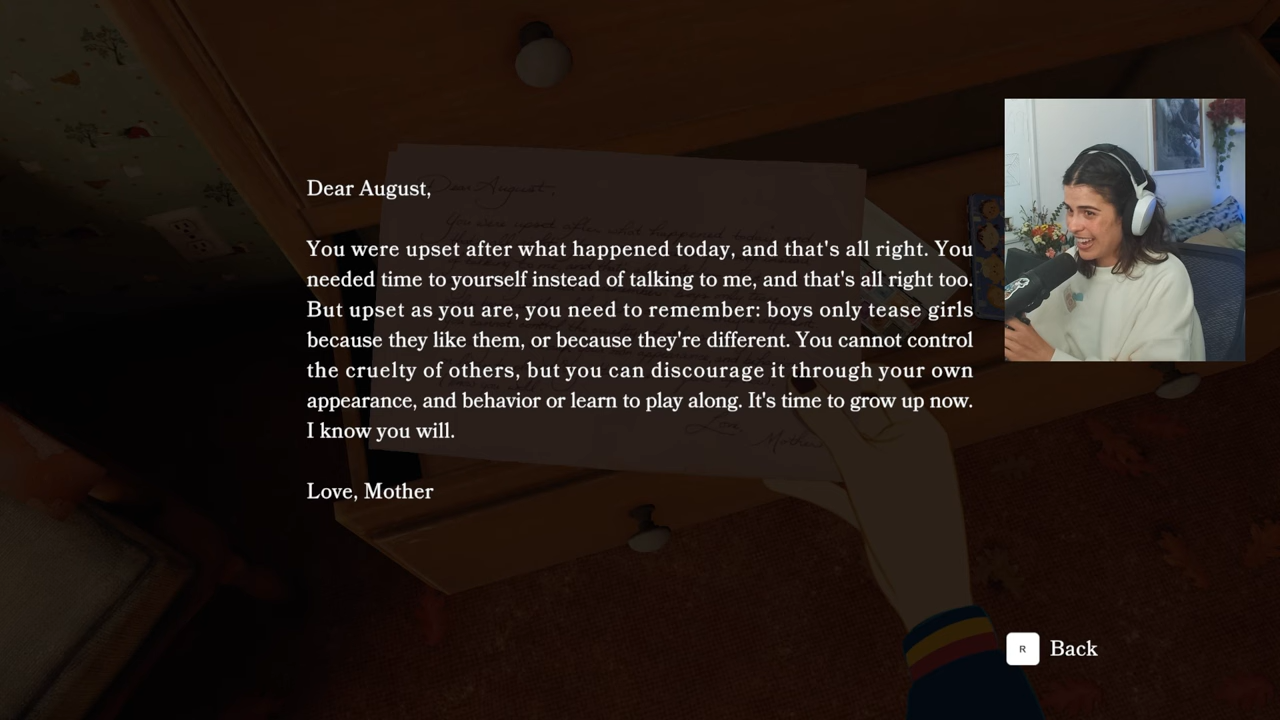 Dear August,
You were upset after what happened today, and that's all right. You
needed time to yourself instead of talking to me, and that's all right too.
But upset as you are, you need to remember: boys only tease girls
because they like them, or because they're different. You cannot control
the cruelty of others, but you can discourage it through your own
appearance, and behavior or learn to play along. It's time to grow up now.
I know you will.
Love, Mother
R Back